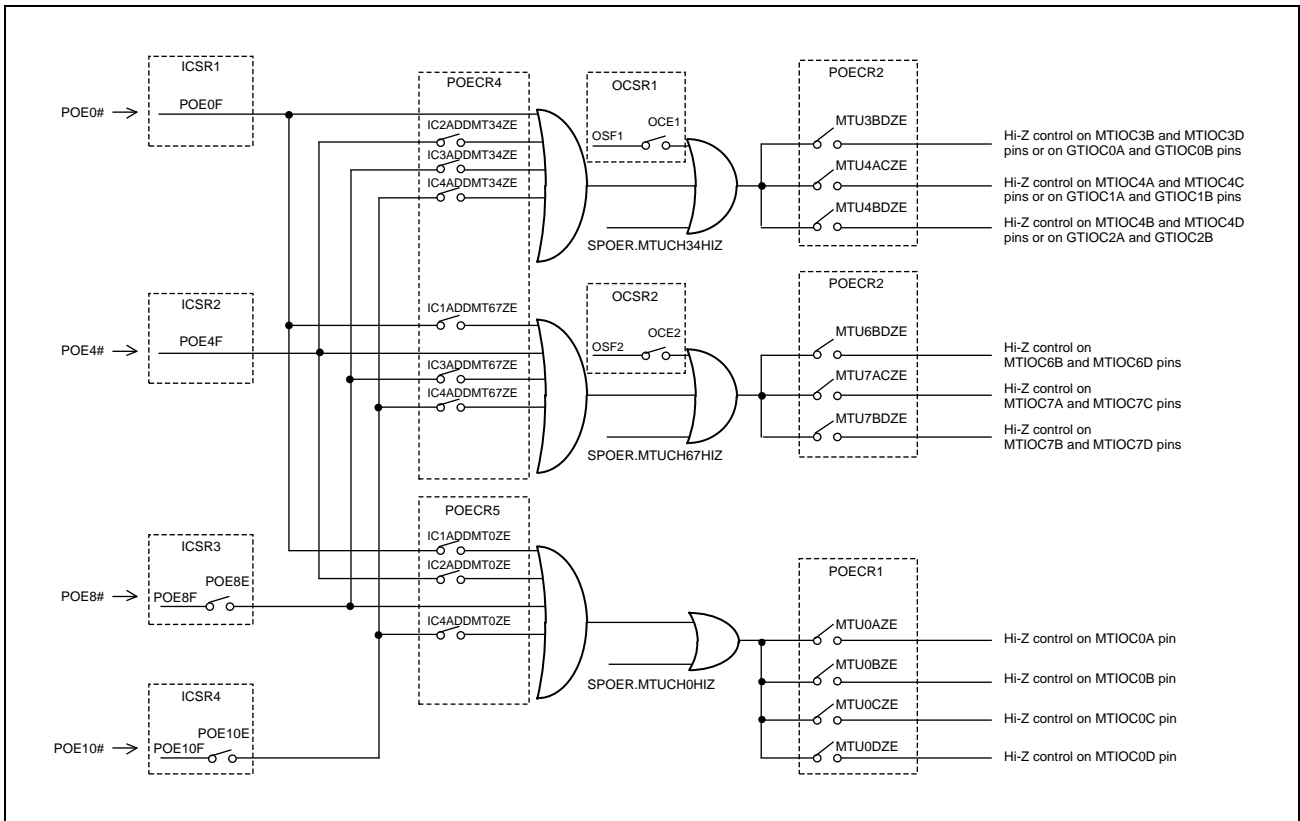 ICSR1
POE0#
POE0F
POECR4
IC2ADDMT34ZE
IC3ADDMT34ZE
IC4ADDMT34ZE
OCSR1
OSF1
OCE1
SPOER.MTUCH34HIZ
POECR2
MTU3BDZE
Hi-Z control on MTIOC3B and MTIOC3D
pins or on GTIOC0A and GTIOC0B pins
MTU4ACZE
Hi-Z control on MTIOC4A and MTIOC4C
pins or on GTIOC1A and GTIOC1B pins
MTU4BDZE
Hi-Z control on MTIOC4B and MTIOC4D
pins or on GTIOC2A and GTIOC2B
ICSR2
POE4#
POE4F
IC1ADDMT67ZE
IC3ADDMT67ZE
IC4ADDMT67ZE
OCSR2
OSF2
OCE2
SPOER.MTUCH67HIZ
POECR2
MTU6BDZE
Hi-Z control on
MTIOC6B and MTIOC6D pins
MTU7ACZE
Hi-Z control on
MTIOC7A and MTIOC7C pins
MTU7BDZE
Hi-Z control on
MTIOC7B and MTIOC7D pins
ICSR3
POE8#
POE8F
POE8E
POECR5
IC1ADDMT0ZE
IC2ADDMT0ZE
IC4ADDMT0ZE
SPOER.MTUCH0HIZ
POECR1
MTU0AZE
Hi-Z control on MTIOC0A pin
MTU0BZE
Hi-Z control on MTIOC0B pin
MTU0CZE
Hi-Z control on MTIOC0C pin
MTU0DZE
Hi-Z control on MTIOC0D pin
ICSR4
POE10#
POE10F
POE10E